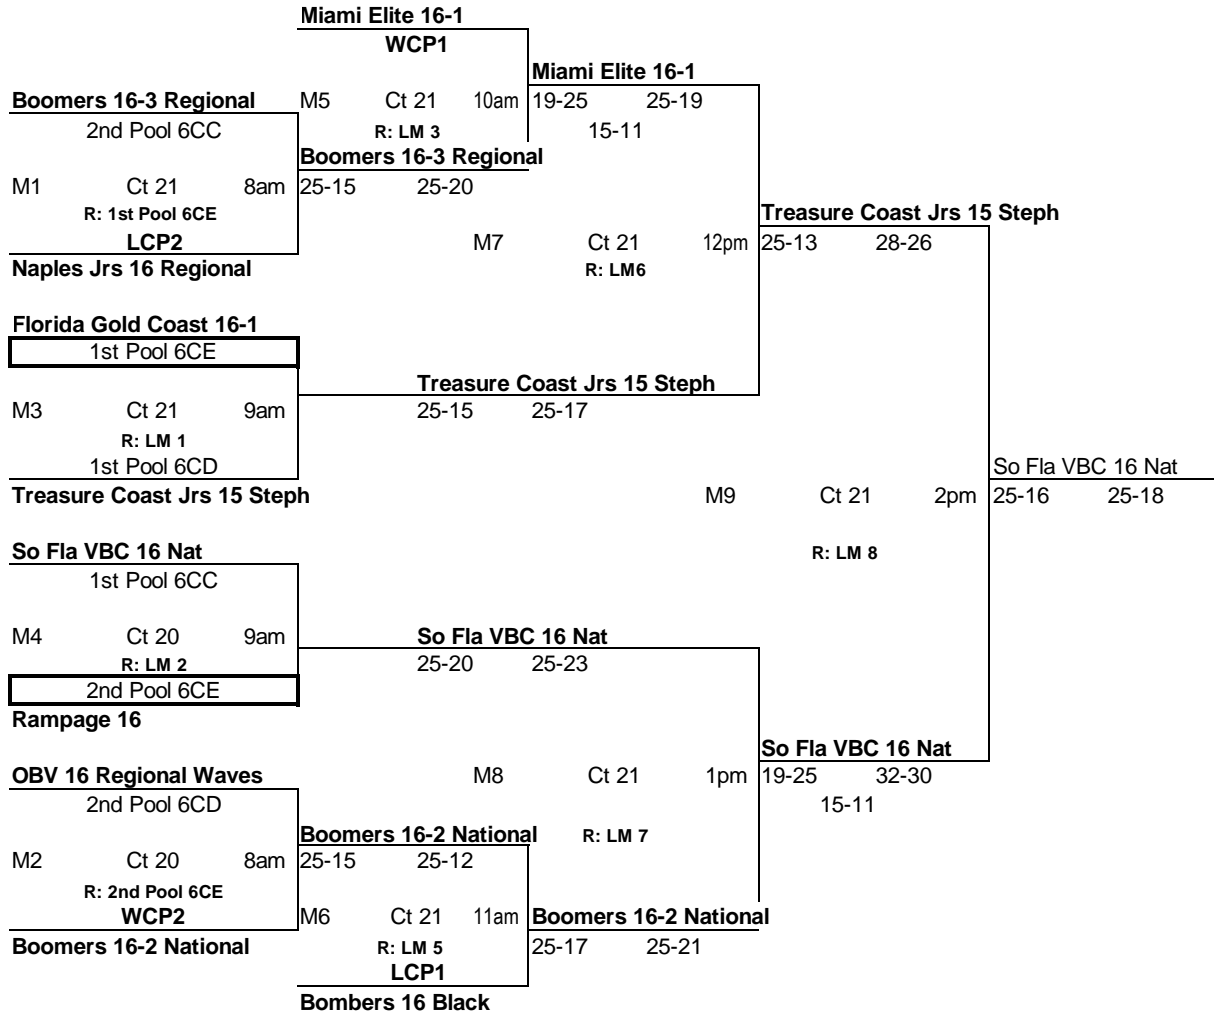 Miami Elite 16-1
WCP1
Miami Elite 16-1
Boomers 16-3 Regional M5 Ct 21 10am 19-25 25-19
2nd Pool 6CC R: LM 3 15-11
Boomers 16-3 Regional
M1 Ct 21 8am 25-15 25-20
R: 1st Pool 6CE Treasure Coast Jrs 15 Steph
LCP2 M7 Ct 21 12pm 25-13 28-26
Naples Jrs 16 Regional R: LM6
Florida Gold Coast 16-1
1st Pool 6CE
Treasure Coast Jrs 15 Steph
M3 Ct 21 9am 25-15 25-17
R: LM 1
1st Pool 6CD So Fla VBC 16 Nat
Treasure Coast Jrs 15 Steph M9 Ct 21 2pm 25-16 25-18
So Fla VBC 16 Nat R: LM 8
1st Pool 6CC
M4 Ct 20 9am So Fla VBC 16 Nat
R: LM 2 25-20 25-23
2nd Pool 6CE
Rampage 16
So Fla VBC 16 Nat
OBV 16 Regional Waves M8 Ct 21 1pm 19-25 32-30
2nd Pool 6CD 15-11
Boomers 16-2 National R: LM 7
M2 Ct 20 8am 25-15 25-12
R: 2nd Pool 6CE
WCP2 M6 Ct 21 11am Boomers 16-2 National
Boomers 16-2 National R: LM 5 25-17 25-21
LCP1
Bombers 16 Black